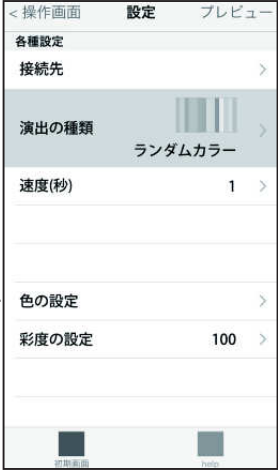 < 操作画面 設定 プレビュー
各種設定
接続先 >
演出の種類 >
ランダムカラー
速度(秒) 1 >
色の設定 >
彩度の設定 100 >
初期画面 help